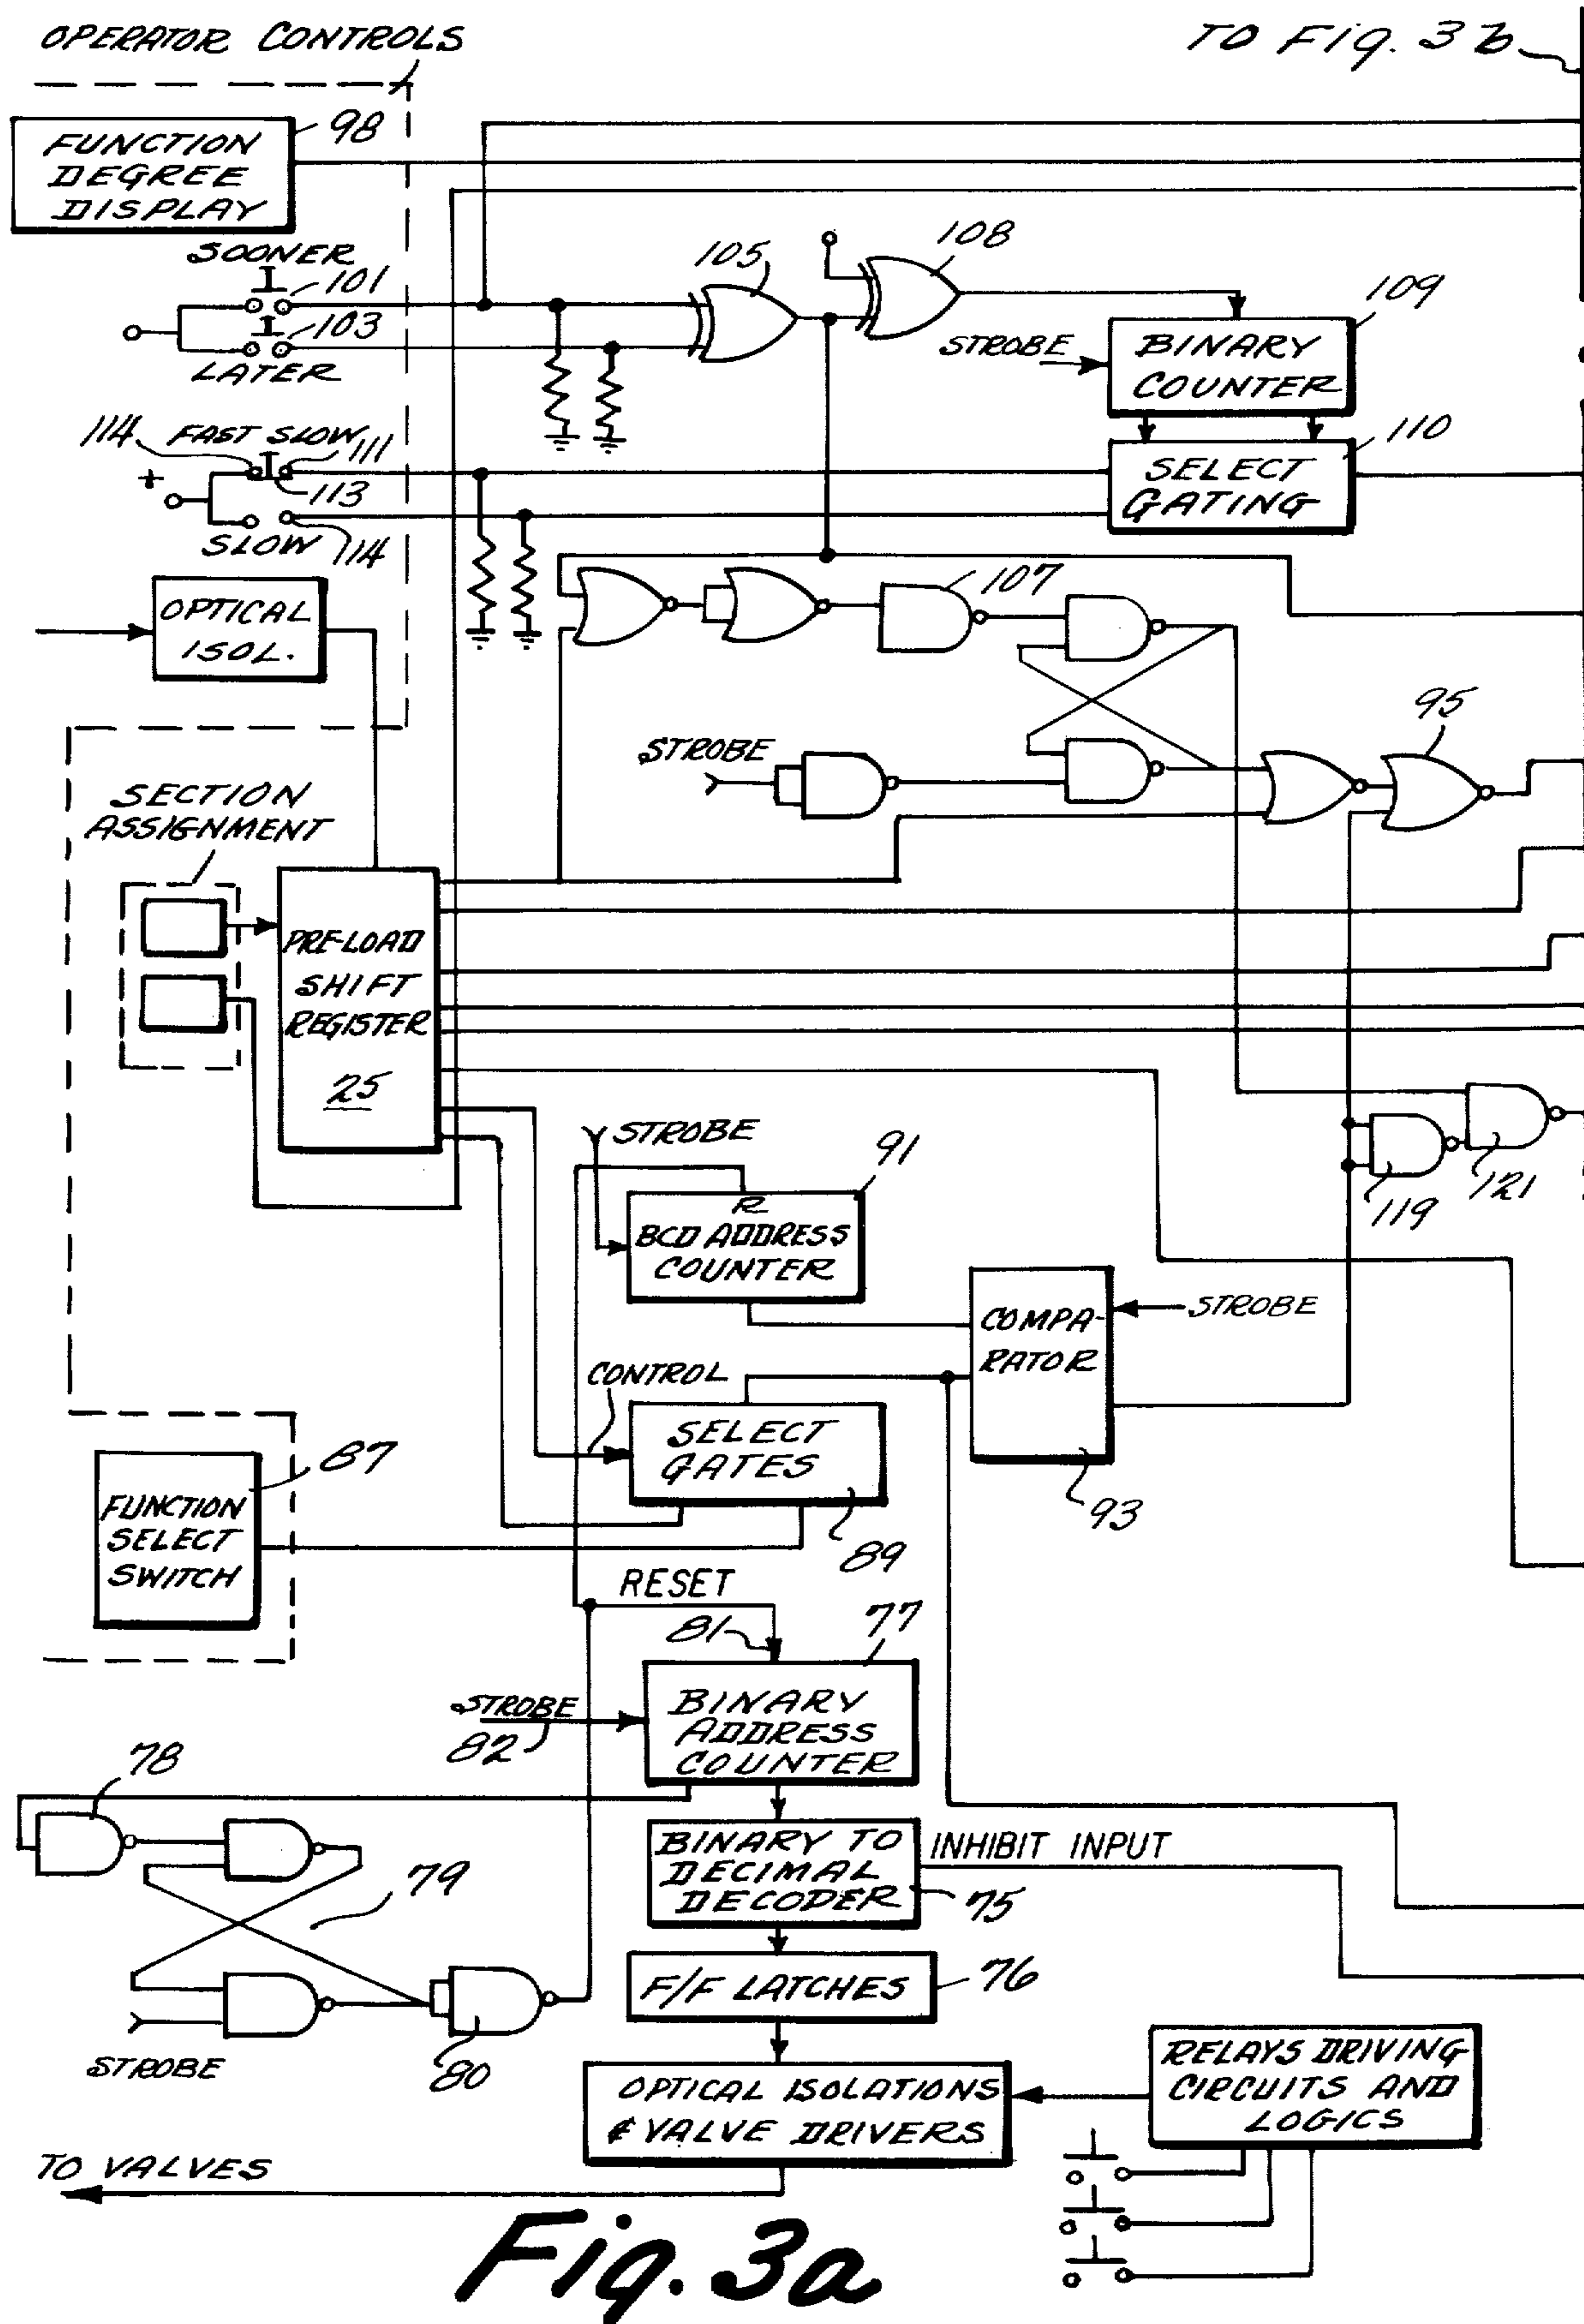 OPERATOR CONTROLS
TO Fig. 3b
98
FUNCTION
DEGREE
DISPLAY
SOONER
101
103
LATER
105
108
109
STROBE
BINARY
COUNTER
114
FAST SLOW
111
+
113
SLOW
114
110
SELECT
GATING
OPTICAL
ISOL.
107
95
STROBE
SECTION
ASSIGNMENT
PRE-LOAD
SHIFT
REGISTER
25
STROBE
91
R
BCD ADDRESS
COUNTER
119
121
COMPA-
RATOR
STROBE
93
CONTROL
SELECT
GATES
89
87
FUNCTION
SELECT
SWITCH
RESET
81
77
STROBE
82
BINARY
ADDRESS
COUNTER
78
79
BINARY TO
DECIMAL
DECODER
75
INHIBIT INPUT
F/F LATCHES
76
STROBE
80
OPTICAL ISOLATIONS
& VALVE DRIVERS
RELAYS DRIVING
CIRCUITS AND
LOGICS
TO VALVES
Fig. 3a